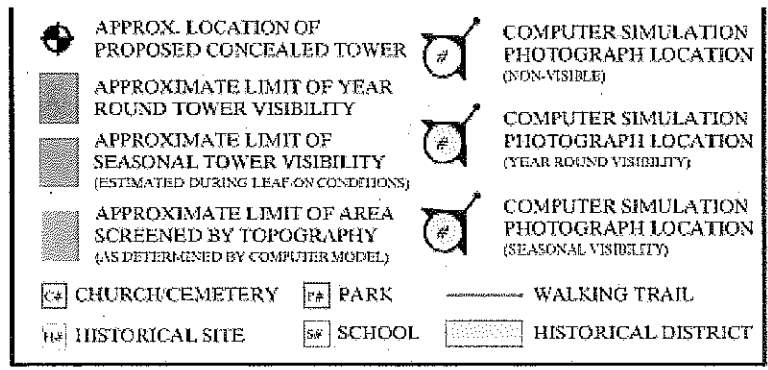 APPROX. LOCATION OF
PROPOSED CONCEALED TOWER
APPROXIMATE LIMIT OF YEAR
ROUND TOWER VISIBILITY
APPROXIMATE LIMIT OF
SEASONAL TOWER VISIBILITY
(ESTIMATED DURING LEAF-ON CONDITIONS)
APPROXIMATE LIMIT OF AREA
SCREENED BY TOPOGRAPHY
(AS DETERMINED BY COMPUTER MODEL)
# COMPUTER SIMULATION
PHOTOGRAPH LOCATION
(NON-VISIBLE)
# COMPUTER SIMULATION
PHOTOGRAPH LOCATION
(YEAR ROUND VISIBILITY)
# COMPUTER SIMULATION
PHOTOGRAPH LOCATION
(SEASONAL VISIBILITY)
C# CHURCH/CEMETERY P# PARK WALKING TRAIL
H# HISTORICAL SITE S# SCHOOL HISTORICAL DISTRICT